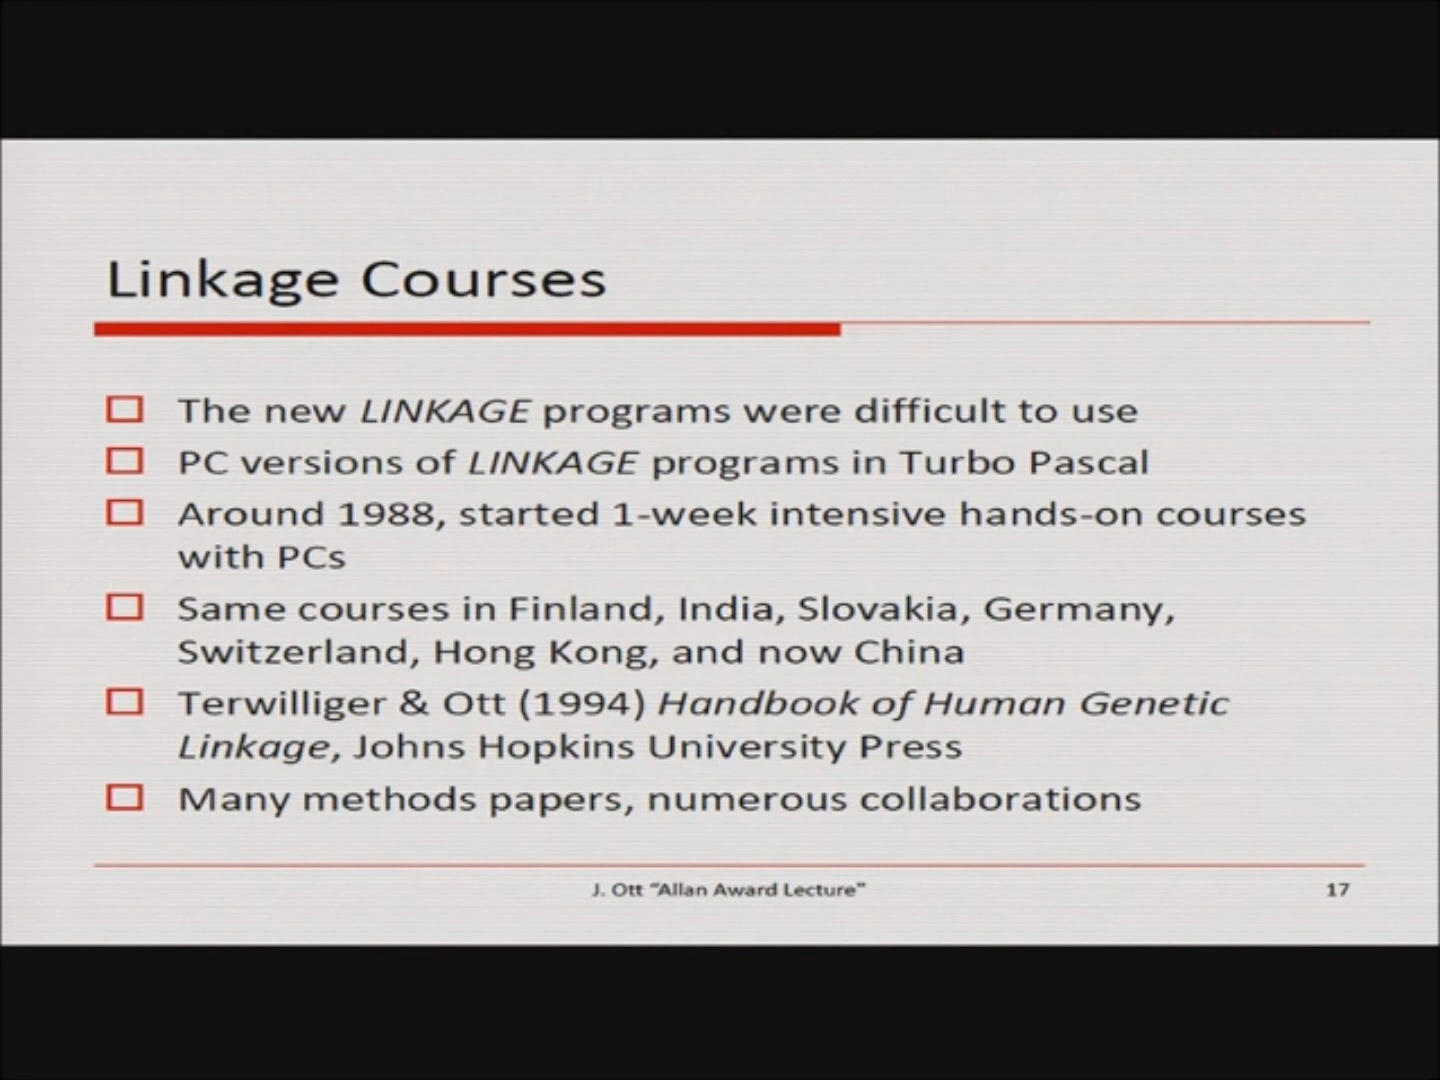 Linkage Courses
The new LINKAGE programs were difficult to use
PC versions of LINKAGE programs in Turbo Pascal
Around 1988, started 1-week intensive hands-on courses
with PCs
Same courses in Finland, India, Slovakia, Germany,
Switzerland, Hong Kong, and now China
Terwilliger & Ott (1994) Handbook of Human Genetic
Linkage, Johns Hopkins University Press
Many methods papers, numerous collaborations
J. Ott “Allan Award Lecture”
17